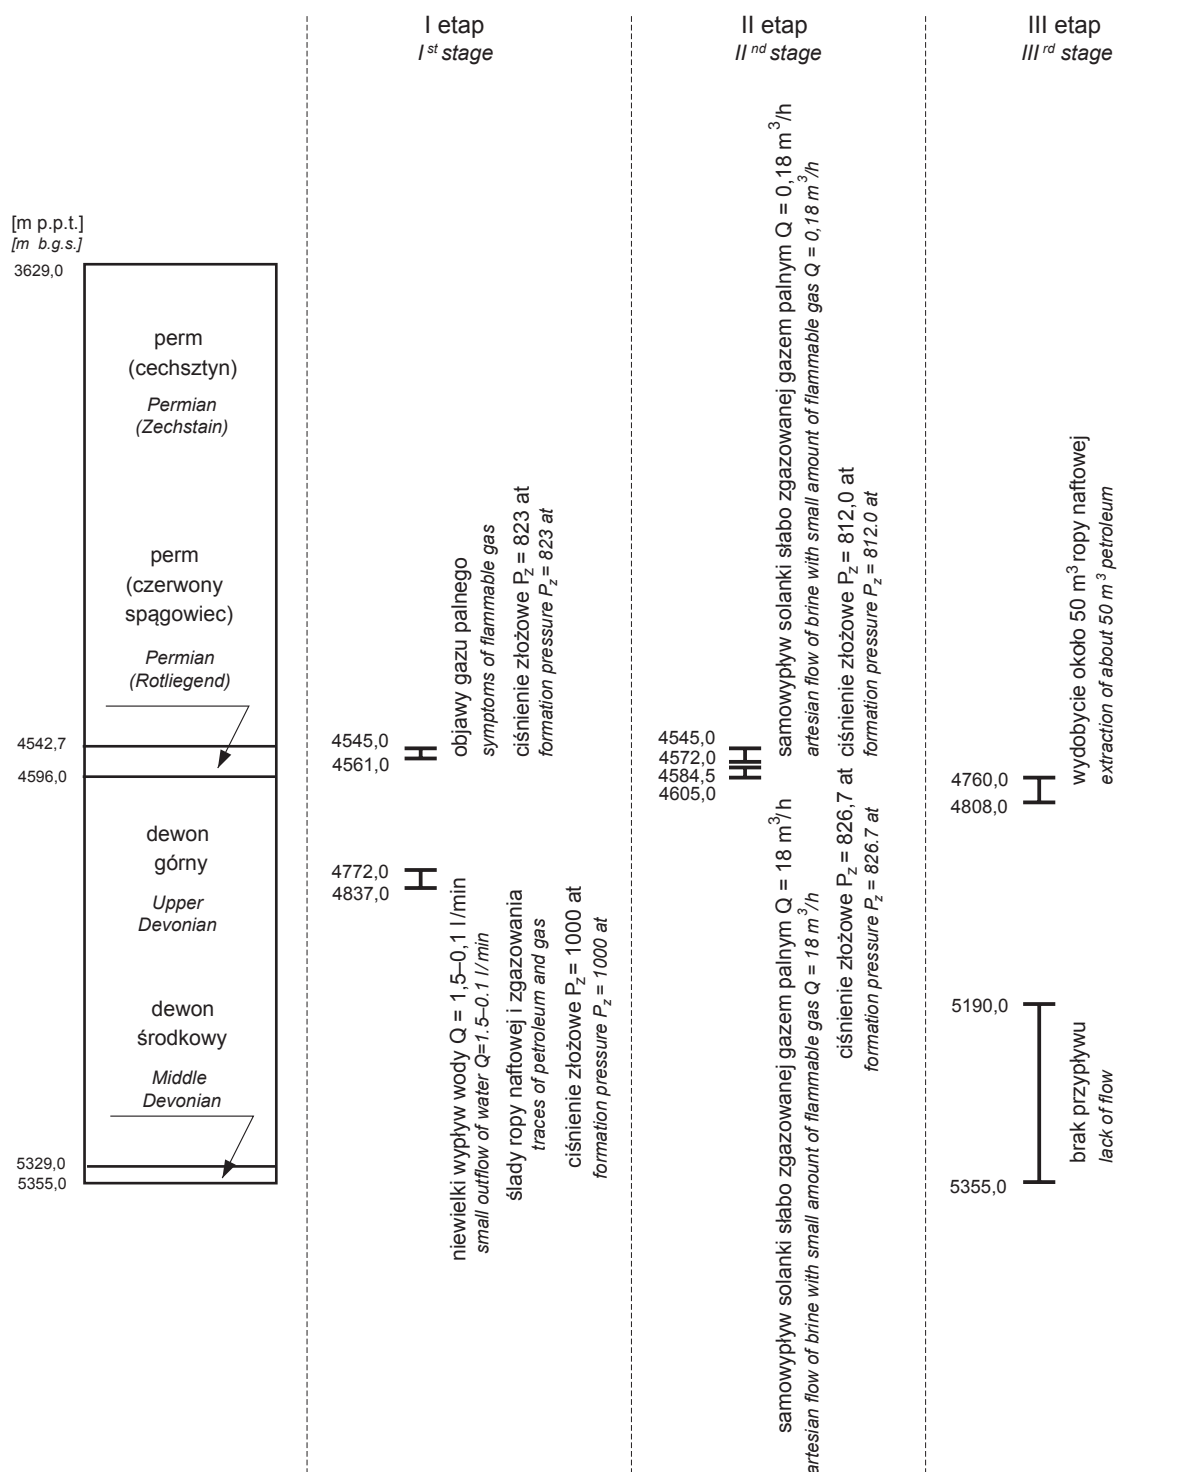 I etap
I st stage
II etap
II nd stage
III etap
III rd stage
[m p.p.t.]
[m b.g.s.]
3629,0
perm
(cechsztyn)
Permian
(Zechstain)
perm
(czerwony
spągowiec)
Permian
(Rotliegend)
4542,7
4596,0
dewon
górny
Upper
Devonian
dewon
środkowy
Middle
Devonian
5329,0
5355,0
4545,0
4561,0
objawy gazu palnego
symptoms of flammable gas
ciśnienie złożowe Pz = 823 at
formation pressure Pz = 823 at
4772,0
4837,0
niewielki wypływ wody Q = 1,5–0,1 l/min
small outflow of water Q=1.5–0.1 l/min
ślady ropy naftowej i zgazowania
traces of petroleum and gas
ciśnienie złożowe Pz = 1000 at
formation pressure Pz = 1000 at
4545,0
4572,0
4584,5
4605,0
samowypływ solanki słabo zgazowanej gazem palnym Q = 0,18 m³/h
artesian flow of brine with small amount of flammable gas Q = 0,18 m³/h
ciśnienie złożowe Pz = 812,0 at
formation pressure Pz = 812.0 at
samowypływ solanki słabo zgazowanej gazem palnym Q = 18 m³/h
artesian flow of brine with small amount of flammable gas Q = 18 m³/h
ciśnienie złożowe Pz = 826,7 at
formation pressure Pz = 826.7 at
4760,0
4808,0
wydobycie około 50 m³ ropy naftowej
extraction of about 50 m³ petroleum
5190,0
5355,0
brak przypływu
lack of flow